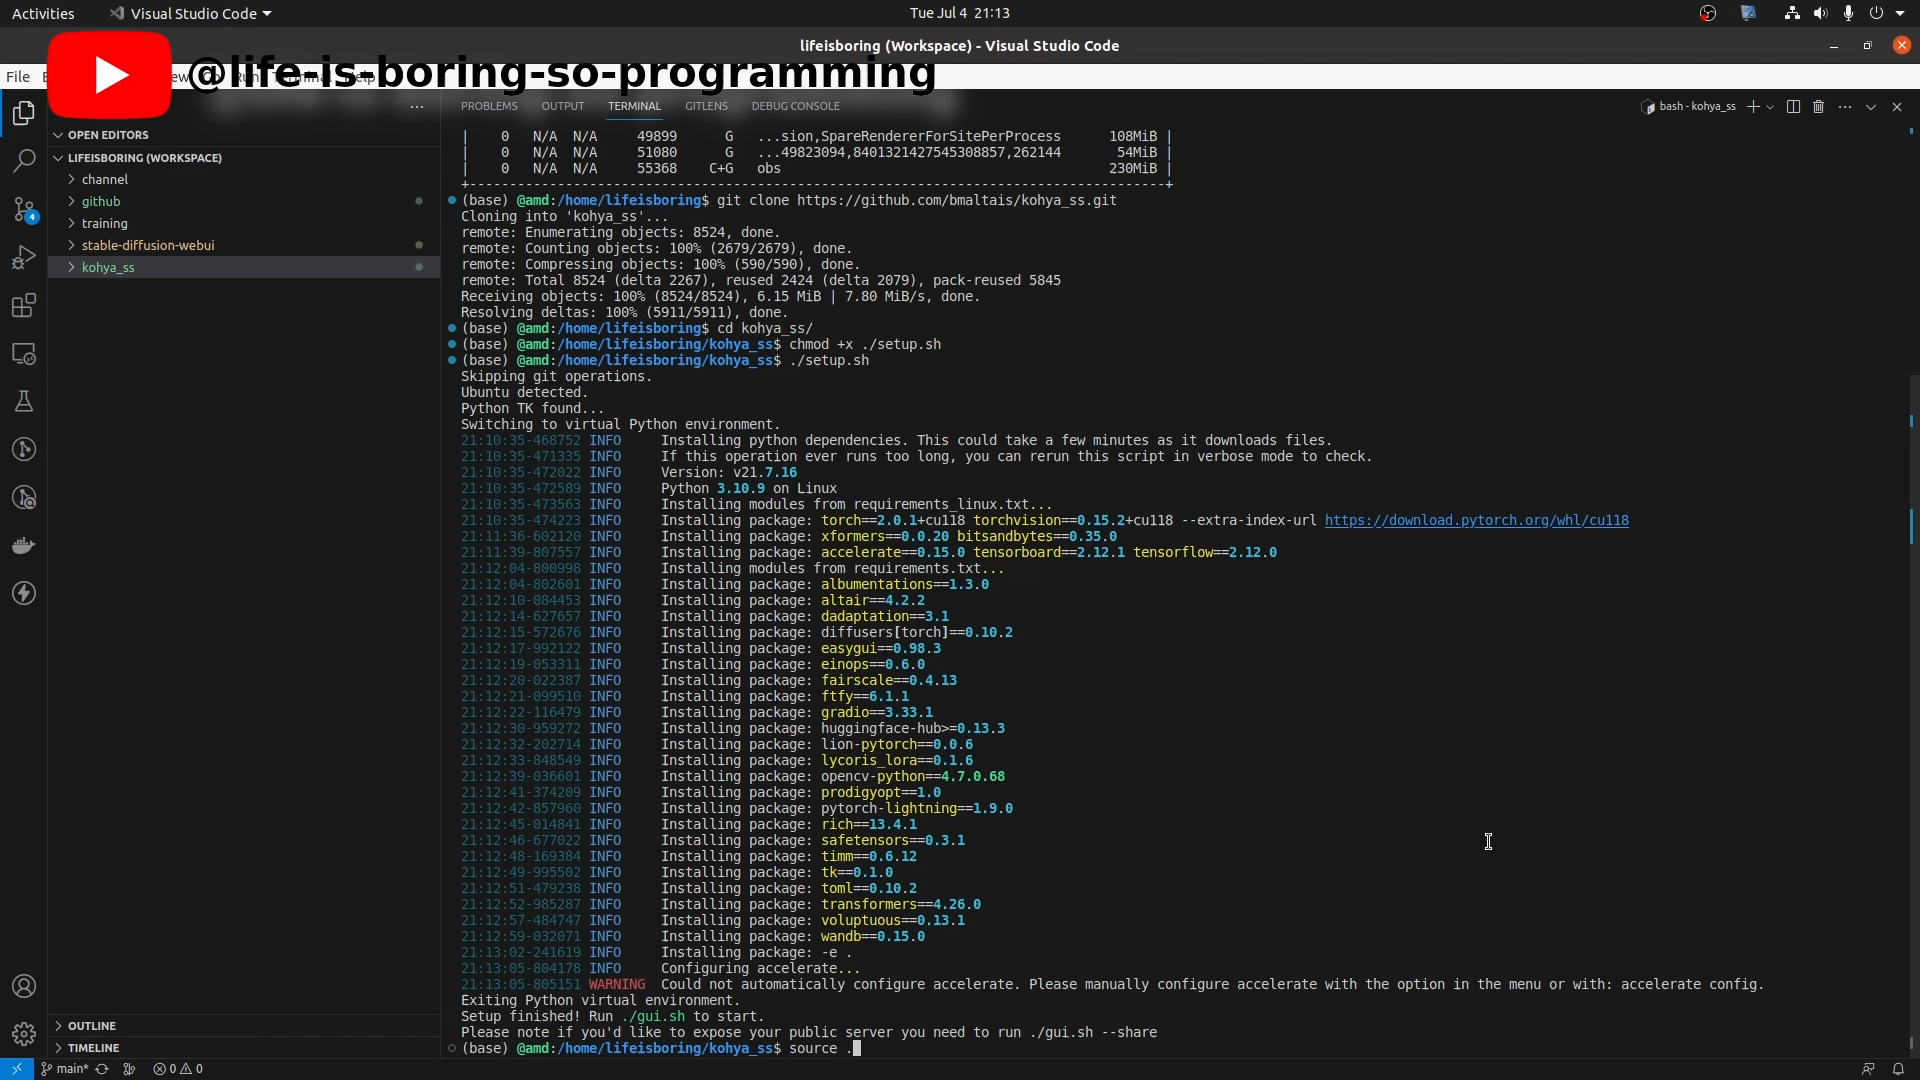 Activities
Visual Studio Code
Tue Jul 4 21:13
lifeisboring (Workspace) - Visual Studio Code
File
@life-is-boring-so-programming
PROBLEMS OUTPUT TERMINAL GITLENS DEBUG CONSOLE
bash - kohya_ss
OPEN EDITORS
LIFEISBORING (WORKSPACE)
channel
github
training
stable-diffusion-webui
kohya_ss
4
OUTLINE
TIMELINE
| 0 N/A N/A 49899 G ...sion,SpareRendererForSitePerProcess 108MiB |
| 0 N/A N/A 51080 G ...49823094,8401321427545308857,262144 54MiB |
| 0 N/A N/A 55368 C+G obs 230MiB |
+-----------------------------------------------------------------------------------------+
(base) @amd:/home/lifeisboring$ git clone https://github.com/bmaltais/kohya_ss.git
Cloning into 'kohya_ss'...
remote: Enumerating objects: 8524, done.
remote: Counting objects: 100% (2679/2679), done.
remote: Compressing objects: 100% (590/590), done.
remote: Total 8524 (delta 2267), reused 2424 (delta 2079), pack-reused 5845
Receiving objects: 100% (8524/8524), 6.15 MiB | 7.80 MiB/s, done.
Resolving deltas: 100% (5911/5911), done.
(base) @amd:/home/lifeisboring$ cd kohya_ss/
(base) @amd:/home/lifeisboring/kohya_ss$ chmod +x ./setup.sh
(base) @amd:/home/lifeisboring/kohya_ss$ ./setup.sh
Skipping git operations.
Ubuntu detected.
Python TK found...
Switching to virtual Python environment.
21:10:35-468752 INFO Installing python dependencies. This could take a few minutes as it downloads files.
21:10:35-471335 INFO If this operation ever runs too long, you can rerun this script in verbose mode to check.
21:10:35-472022 INFO Version: v21.7.16
21:10:35-472589 INFO Python 3.10.9 on Linux
21:10:35-473563 INFO Installing modules from requirements_linux.txt...
21:10:35-474223 INFO Installing package: torch==2.0.1+cu118 torchvision==0.15.2+cu118 --extra-index-url https://download.pytorch.org/whl/cu118
21:11:36-602120 INFO Installing package: xformers==0.0.20 bitsandbytes==0.35.0
21:11:39-807557 INFO Installing package: accelerate==0.15.0 tensorboard==2.12.1 tensorflow==2.12.0
21:12:04-800998 INFO Installing modules from requirements.txt...
21:12:04-802601 INFO Installing package: albumentations==1.3.0
21:12:10-084453 INFO Installing package: altair==4.2.2
21:12:14-627657 INFO Installing package: dadaptation==3.1
21:12:15-572676 INFO Installing package: diffusers[torch]==0.10.2
21:12:17-992122 INFO Installing package: easygui==0.98.3
21:12:19-053311 INFO Installing package: einops==0.6.0
21:12:20-022387 INFO Installing package: fairscale==0.4.13
21:12:21-099510 INFO Installing package: ftfy==6.1.1
21:12:22-116479 INFO Installing package: gradio==3.33.1
21:12:30-959272 INFO Installing package: huggingface-hub>=0.13.3
21:12:32-202714 INFO Installing package: lion-pytorch==0.0.6
21:12:33-848549 INFO Installing package: lycoris_lora==0.1.6
21:12:39-036601 INFO Installing package: opencv-python==4.7.0.68
21:12:41-374209 INFO Installing package: prodigyopt==1.0
21:12:42-857960 INFO Installing package: pytorch-lightning==1.9.0
21:12:45-014841 INFO Installing package: rich==13.4.1
21:12:46-677022 INFO Installing package: safetensors==0.3.1
21:12:48-169384 INFO Installing package: timm==0.6.12
21:12:49-995502 INFO Installing package: tk==0.1.0
21:12:51-479238 INFO Installing package: toml==0.10.2
21:12:52-985287 INFO Installing package: transformers==4.26.0
21:12:57-484747 INFO Installing package: voluptuous==0.13.1
21:12:59-032071 INFO Installing package: wandb==0.15.0
21:13:02-241619 INFO Installing package: -e .
21:13:05-804178 INFO Configuring accelerate...
21:13:05-805151 WARNING Could not automatically configure accelerate. Please manually configure accelerate with the option in the menu or with: accelerate config.
Exiting Python virtual environment.
Setup finished! Run ./gui.sh to start.
Please note if you'd like to expose your public server you need to run ./gui.sh --share
(base) @amd:/home/lifeisboring/kohya_ss$ source .
main* 0 0